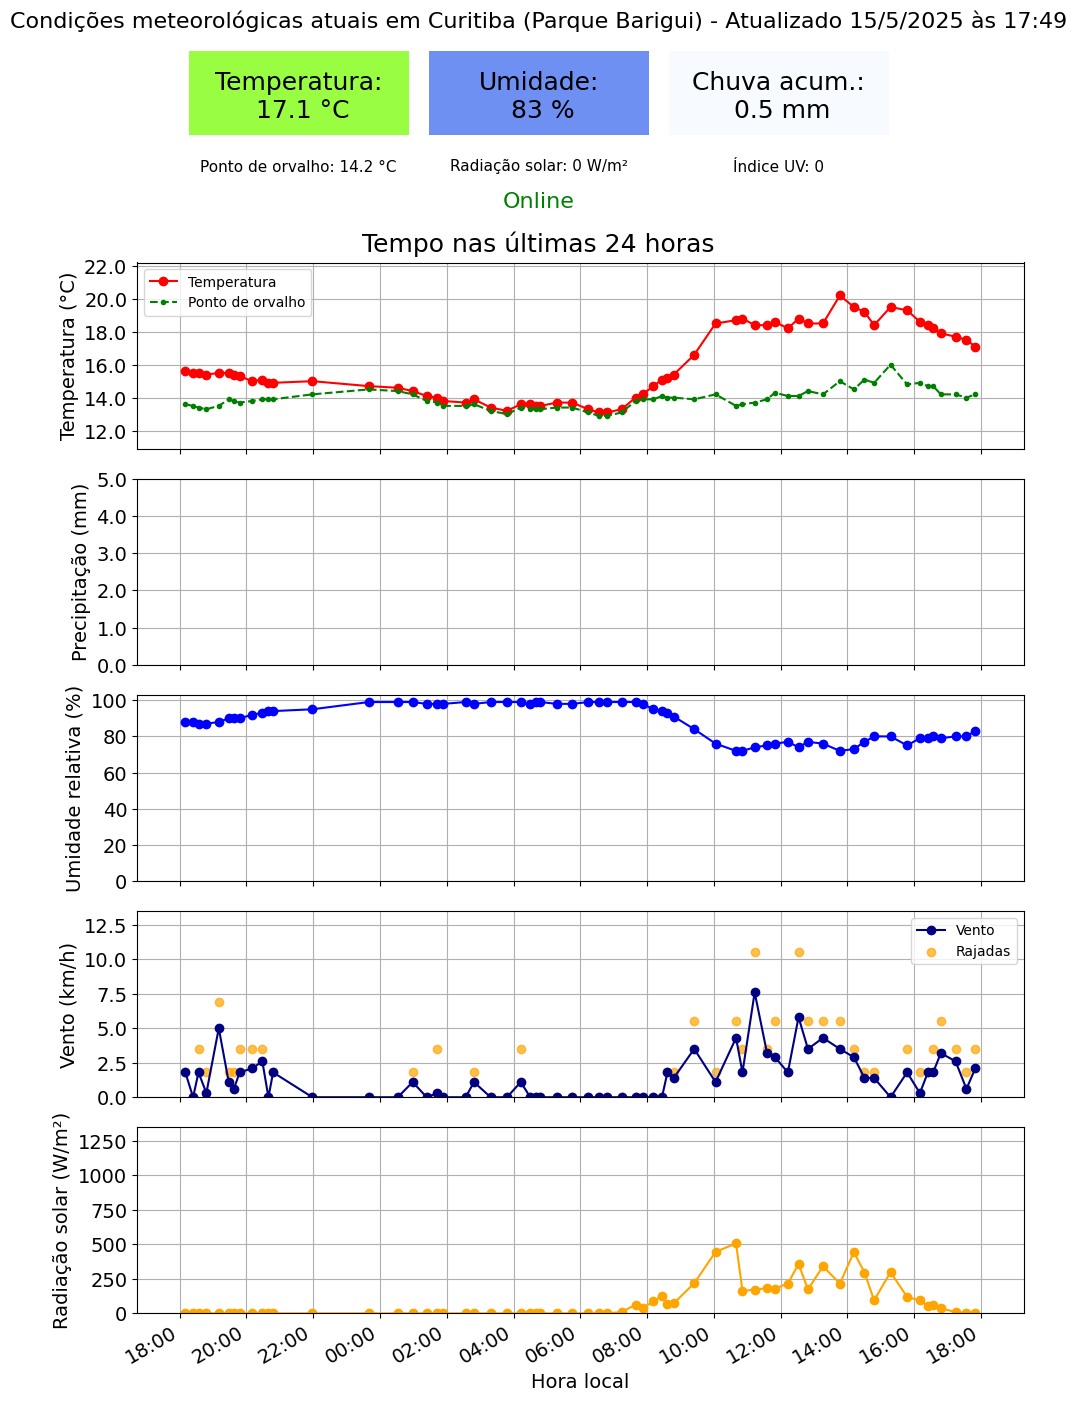 Condições meteorológicas atuais em Curitiba (Parque Barigui) - Atualizado 15/5/2025 às 17:49
Temperatura:
17.1 °C
Umidade:
83 %
Chuva acum.:
0.5 mm
Ponto de orvalho: 14.2 °C
Radiação solar: 0 W/m²
Índice UV: 0
Online
Tempo nas últimas 24 horas
Temperatura (°C)
22.0
20.0
18.0
16.0
14.0
12.0
Temperatura
Ponto de orvalho
Precipitação (mm)
5.0
4.0
3.0
2.0
1.0
0.0
Umidade relativa (%)
100
80
60
40
20
0
Vento (km/h)
12.5
10.0
7.5
5.0
2.5
0.0
Vento
Rajadas
Radiação solar (W/m²)
1250
1000
750
500
250
0
18:00
20:00
22:00
00:00
02:00
04:00
06:00
08:00
10:00
12:00
14:00
16:00
18:00
Hora local